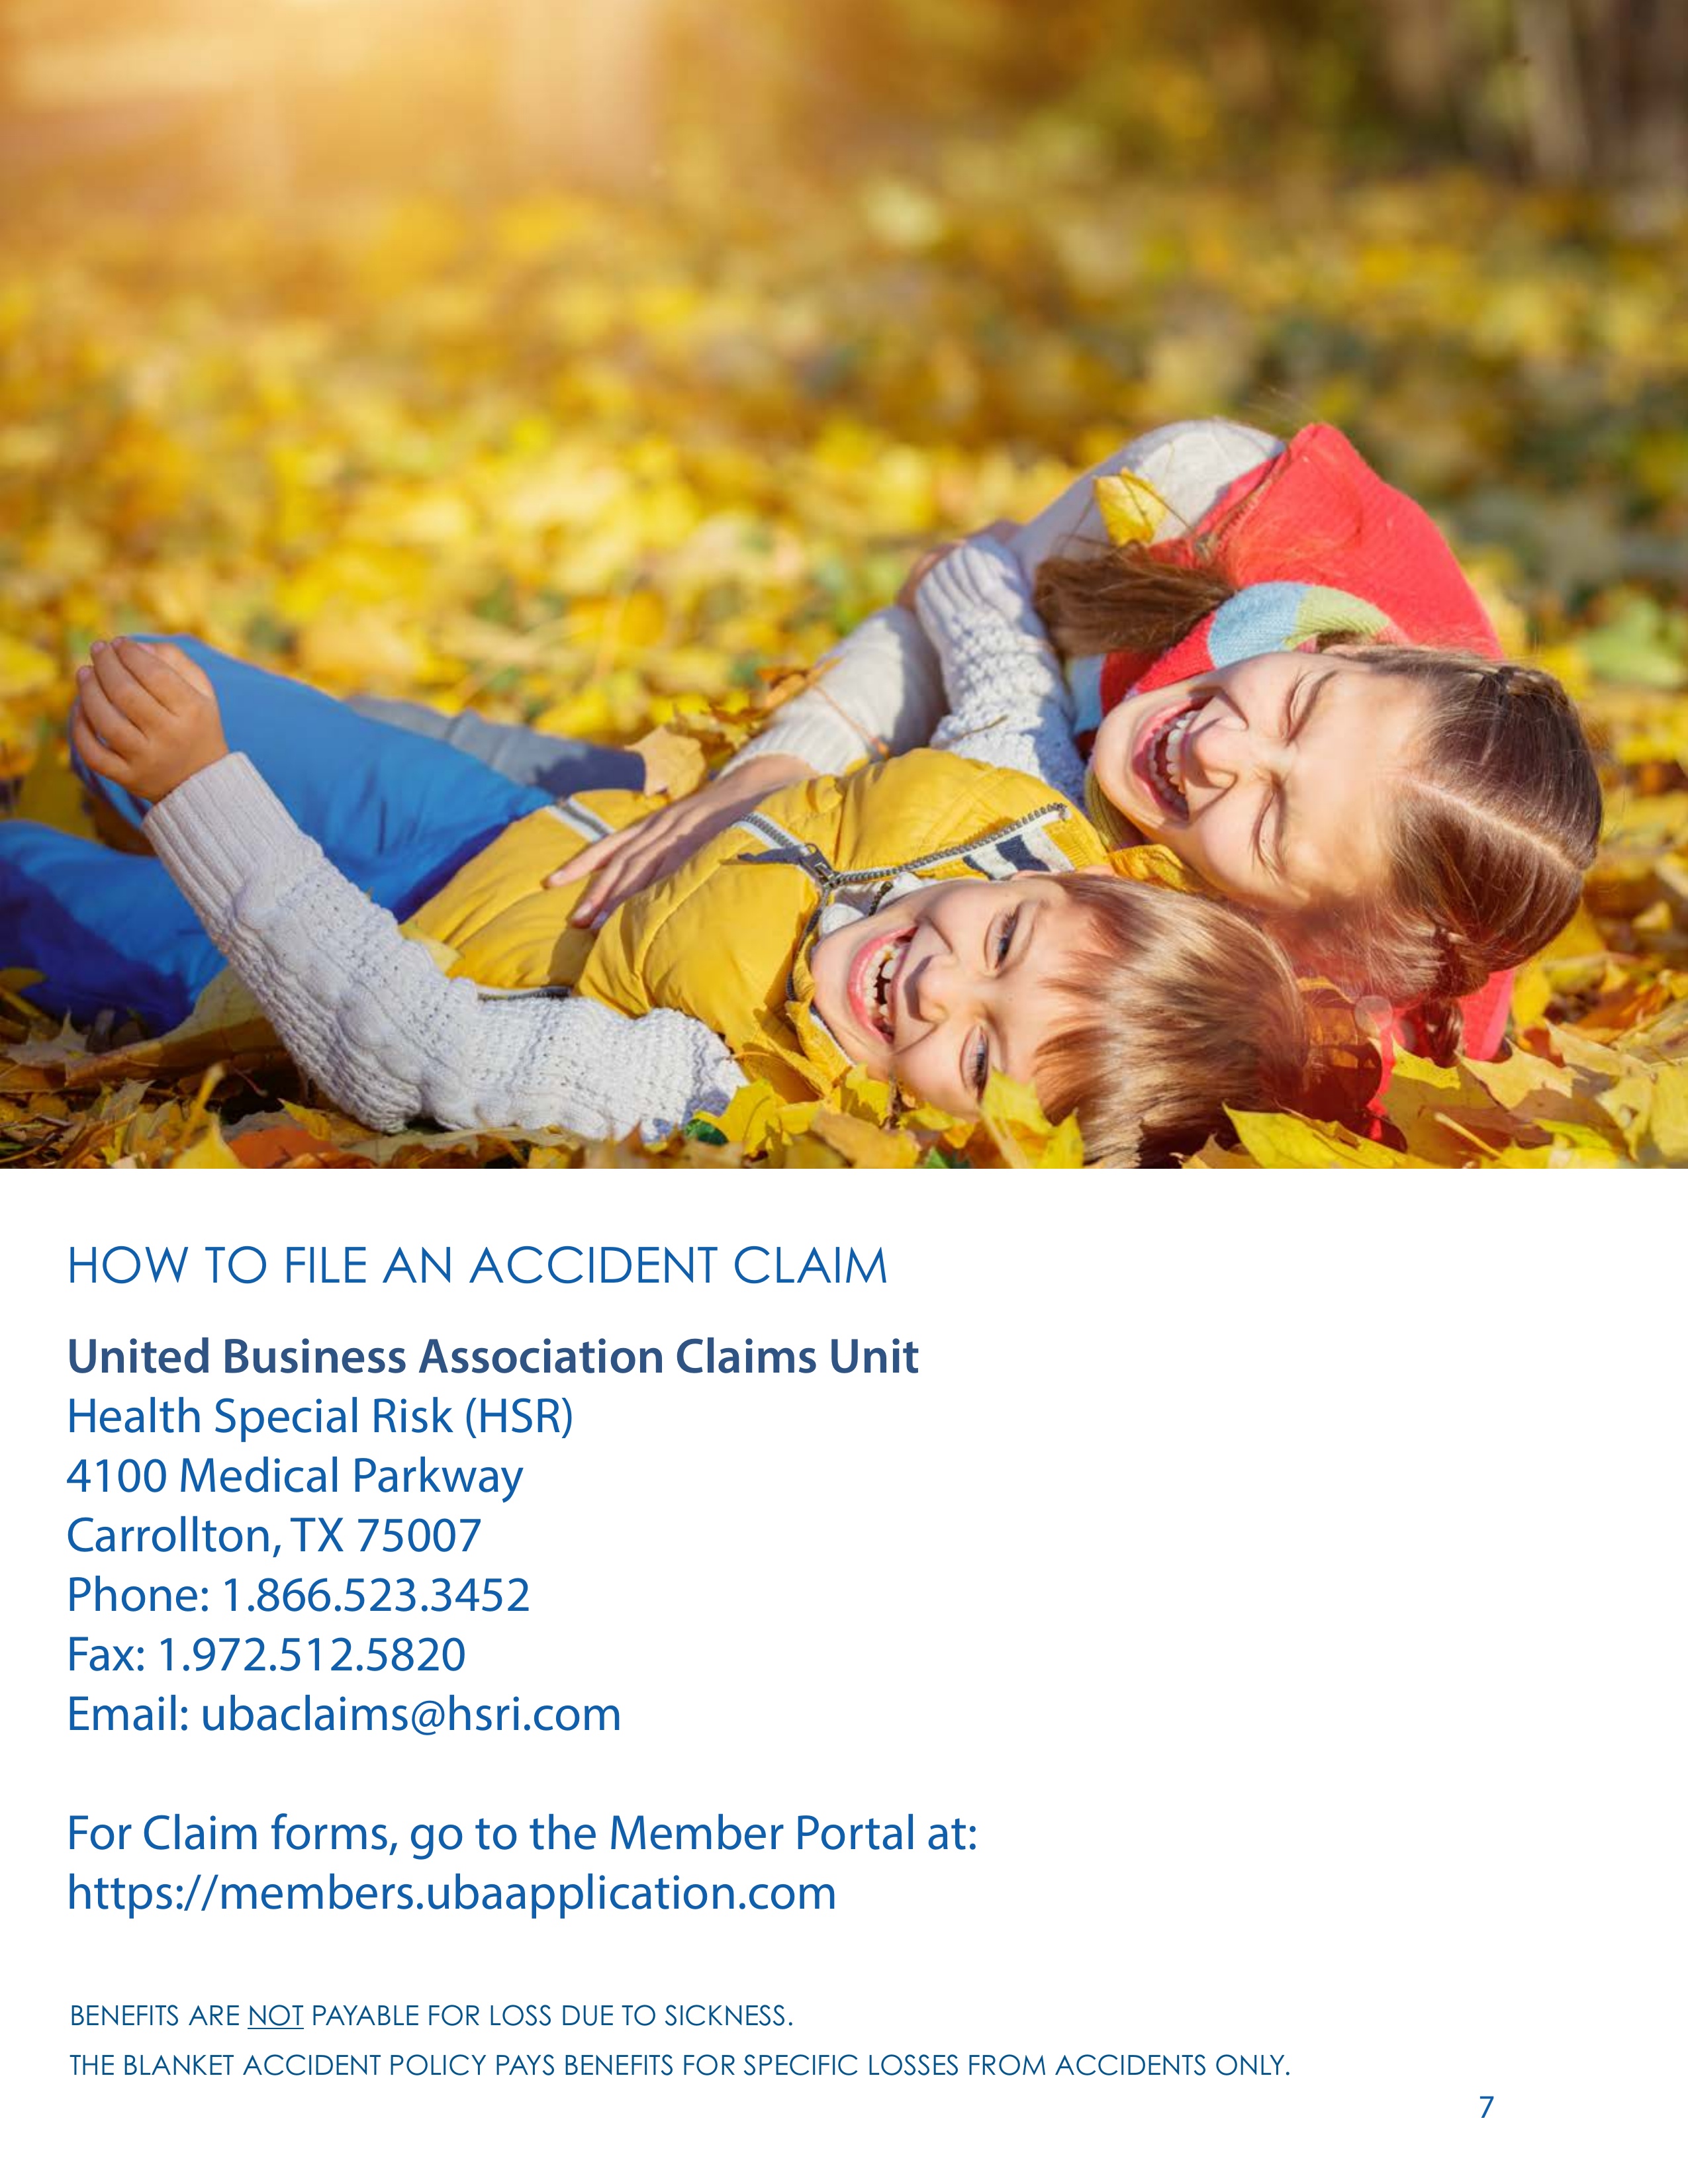 HOW TO FILE AN ACCIDENT CLAIM
United Business Association Claims Unit
Health Special Risk (HSR)
4100 Medical Parkway
Carrollton, TX 75007
Phone: 1.866.523.3452
Fax: 1.972.512.5820
Email: ubaclaims@hsri.com
For Claim forms, go to the Member Portal at:
https://members.ubaapplication.com
BENEFITS ARE NOT PAYABLE FOR LOSS DUE TO SICKNESS.
THE BLANKET ACCIDENT POLICY PAYS BENEFITS FOR SPECIFIC LOSSES FROM ACCIDENTS ONLY.
7